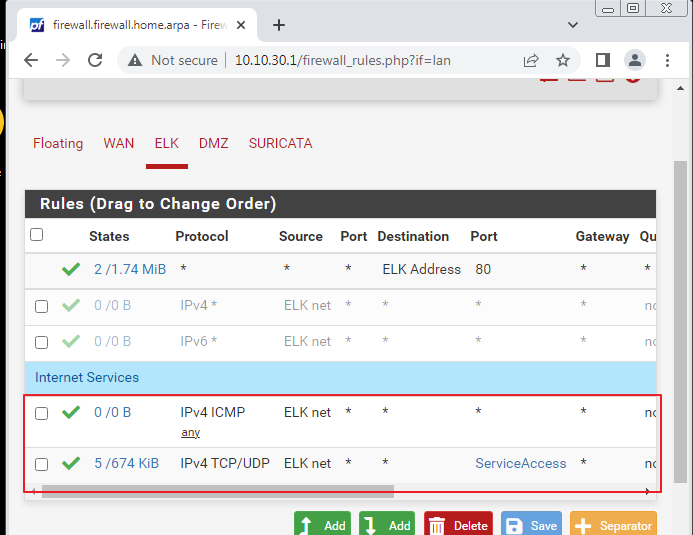 pf firewall.firewall.home.arpa - Firew
Not secure 10.10.30.1/firewall_rules.php?if=lan
Floating WAN ELK DMZ SURICATA
Rules (Drag to Change Order)
States Protocol Source Port Destination Port Gateway Qu
2 /1.74 MiB * * * ELK Address 80 * *
0 /0 B IPv4 * ELK net * * * * no
0 /0 B IPv6 * ELK net * * * * no
Internet Services
0 /0 B IPv4 ICMP ELK net * * * * no
any
5 /674 KiB IPv4 TCP/UDP ELK net * * ServiceAccess * no
Add Add Delete Save + Separator